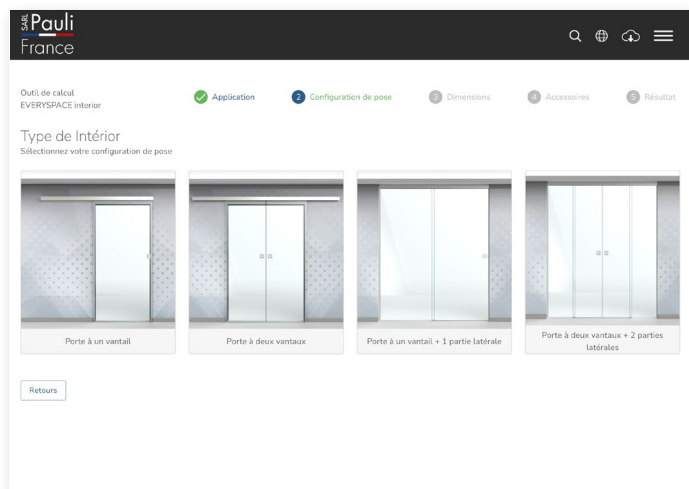 SARL Pauli
France
Outil de calcul
EVERYSPACE interior
Application
2 Configuration de pose
3 Dimensions
4 Accessoires
5 Résultat
Type de Intérior
Sélectionnez votre configuration de pose
Porte à un vantail
Porte à deux vantaux
Porte à un vantail + 1 partie latérale
Porte à deux vantaux + 2 parties
latérales
Retours